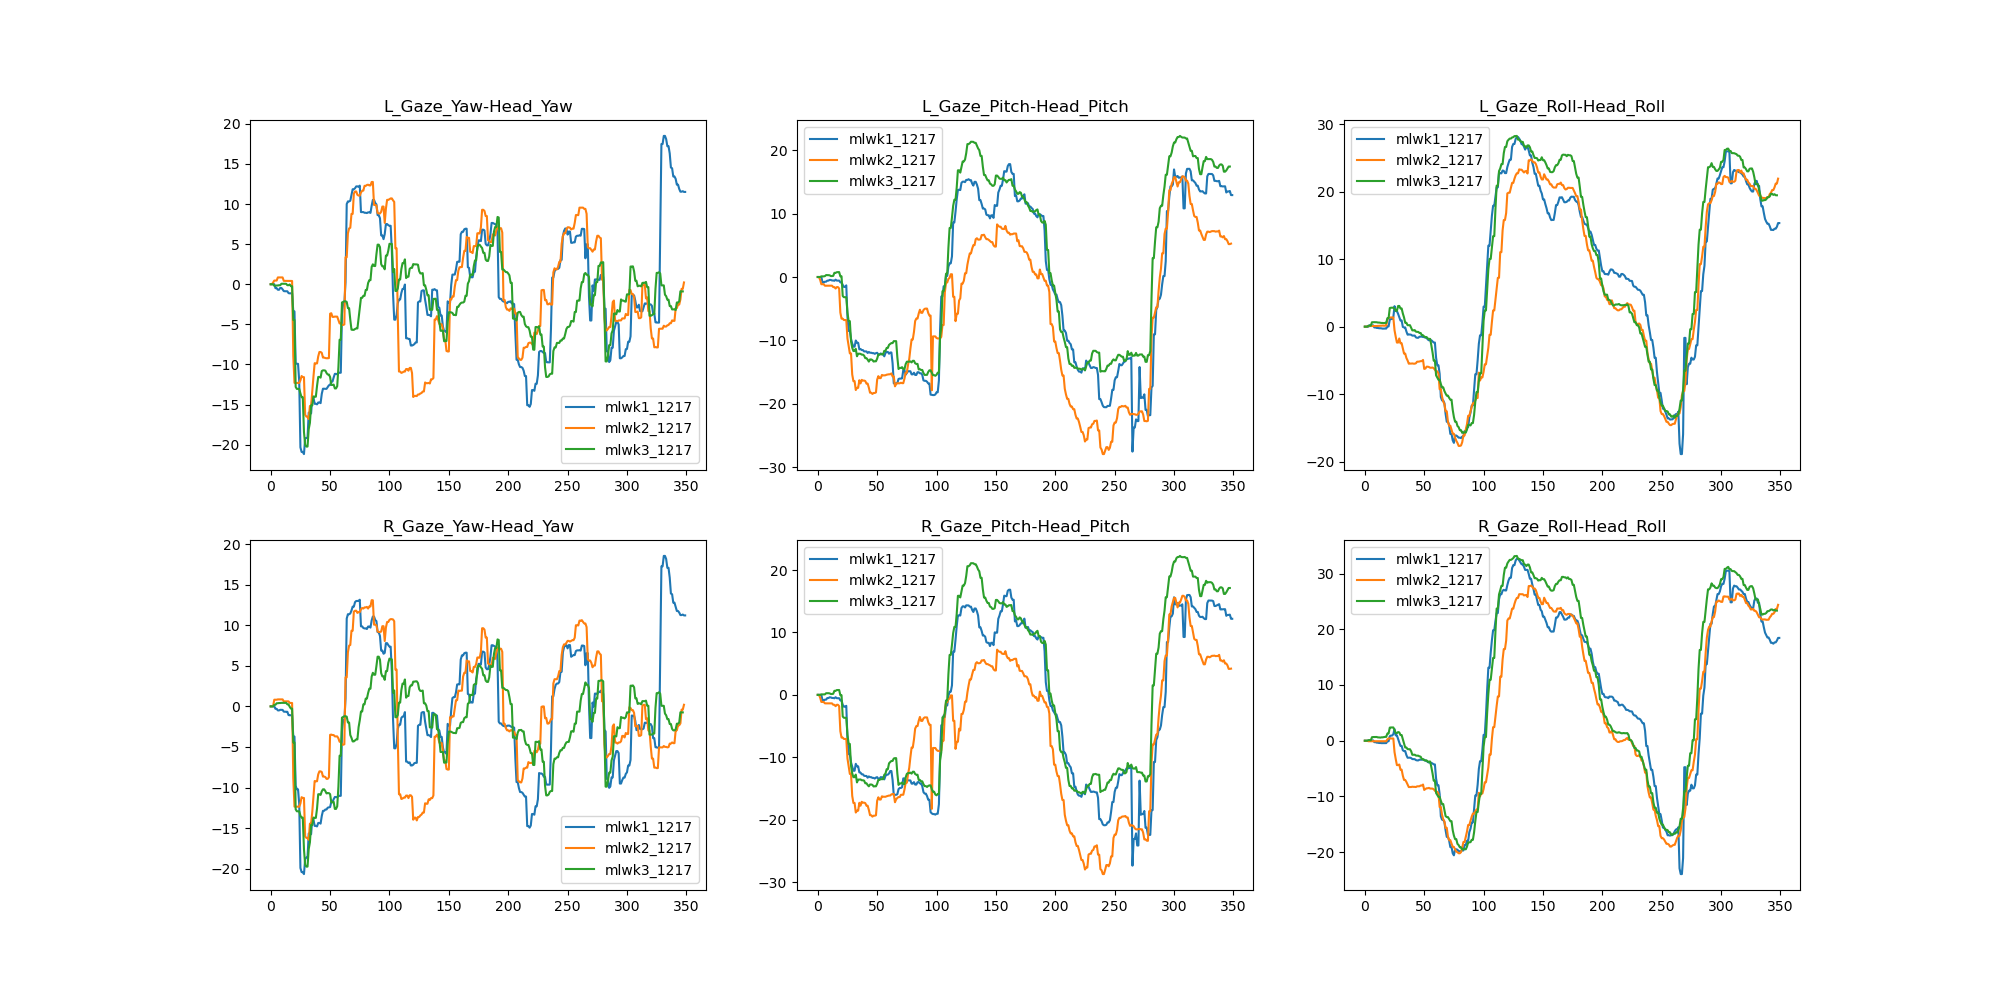 L_Gaze_Yaw-Head_Yaw
20
15
10
5
0
−5
−10
−15
−20
0 50 100 150 200 250 300 350
mlwk1_1217
mlwk2_1217
mlwk3_1217
L_Gaze_Pitch-Head_Pitch
20
10
0
−10
−20
−30
0 50 100 150 200 250 300 350
mlwk1_1217
mlwk2_1217
mlwk3_1217
L_Gaze_Roll-Head_Roll
30
20
10
0
−10
−20
0 50 100 150 200 250 300 350
mlwk1_1217
mlwk2_1217
mlwk3_1217
R_Gaze_Yaw-Head_Yaw
20
15
10
5
0
−5
−10
−15
−20
0 50 100 150 200 250 300 350
mlwk1_1217
mlwk2_1217
mlwk3_1217
R_Gaze_Pitch-Head_Pitch
20
10
0
−10
−20
−30
0 50 100 150 200 250 300 350
mlwk1_1217
mlwk2_1217
mlwk3_1217
R_Gaze_Roll-Head_Roll
30
20
10
0
−10
−20
0 50 100 150 200 250 300 350
mlwk1_1217
mlwk2_1217
mlwk3_1217